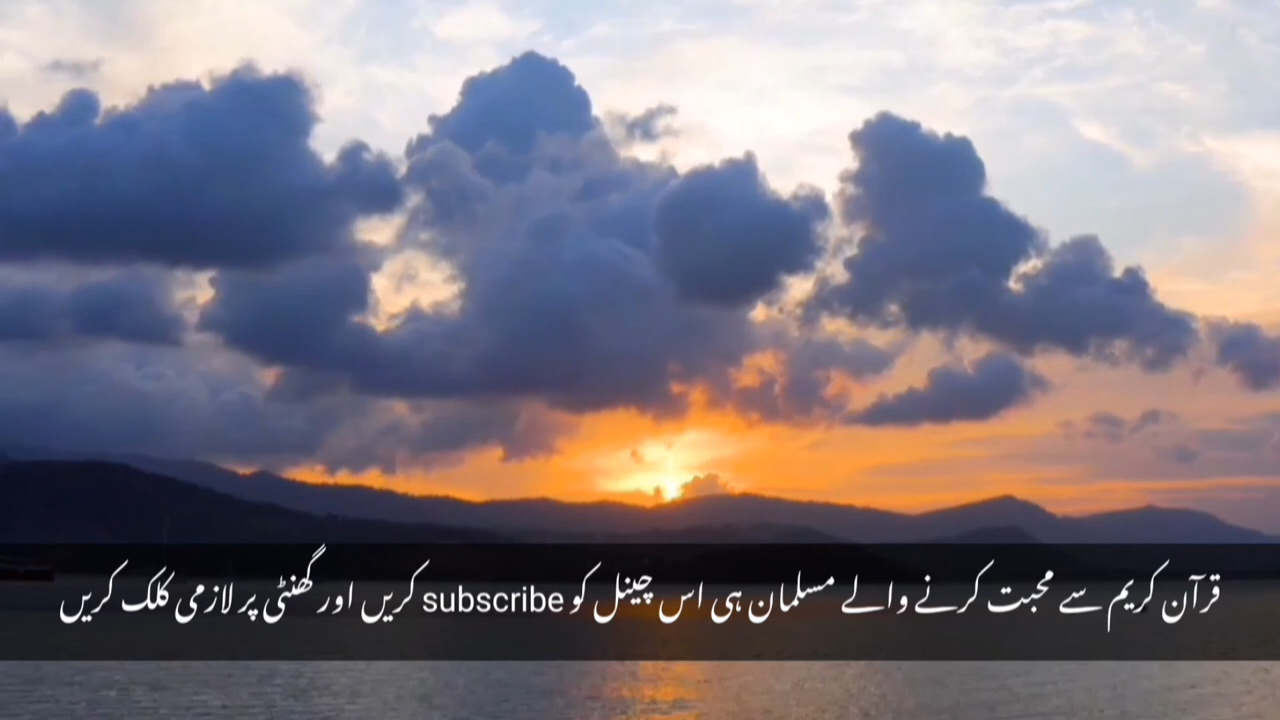 قرآن کریم سے محبت کرنے والے مسلمان ہی اس چینل کو subscribe کریں اور گھنٹی پر لازمی کلک کریں